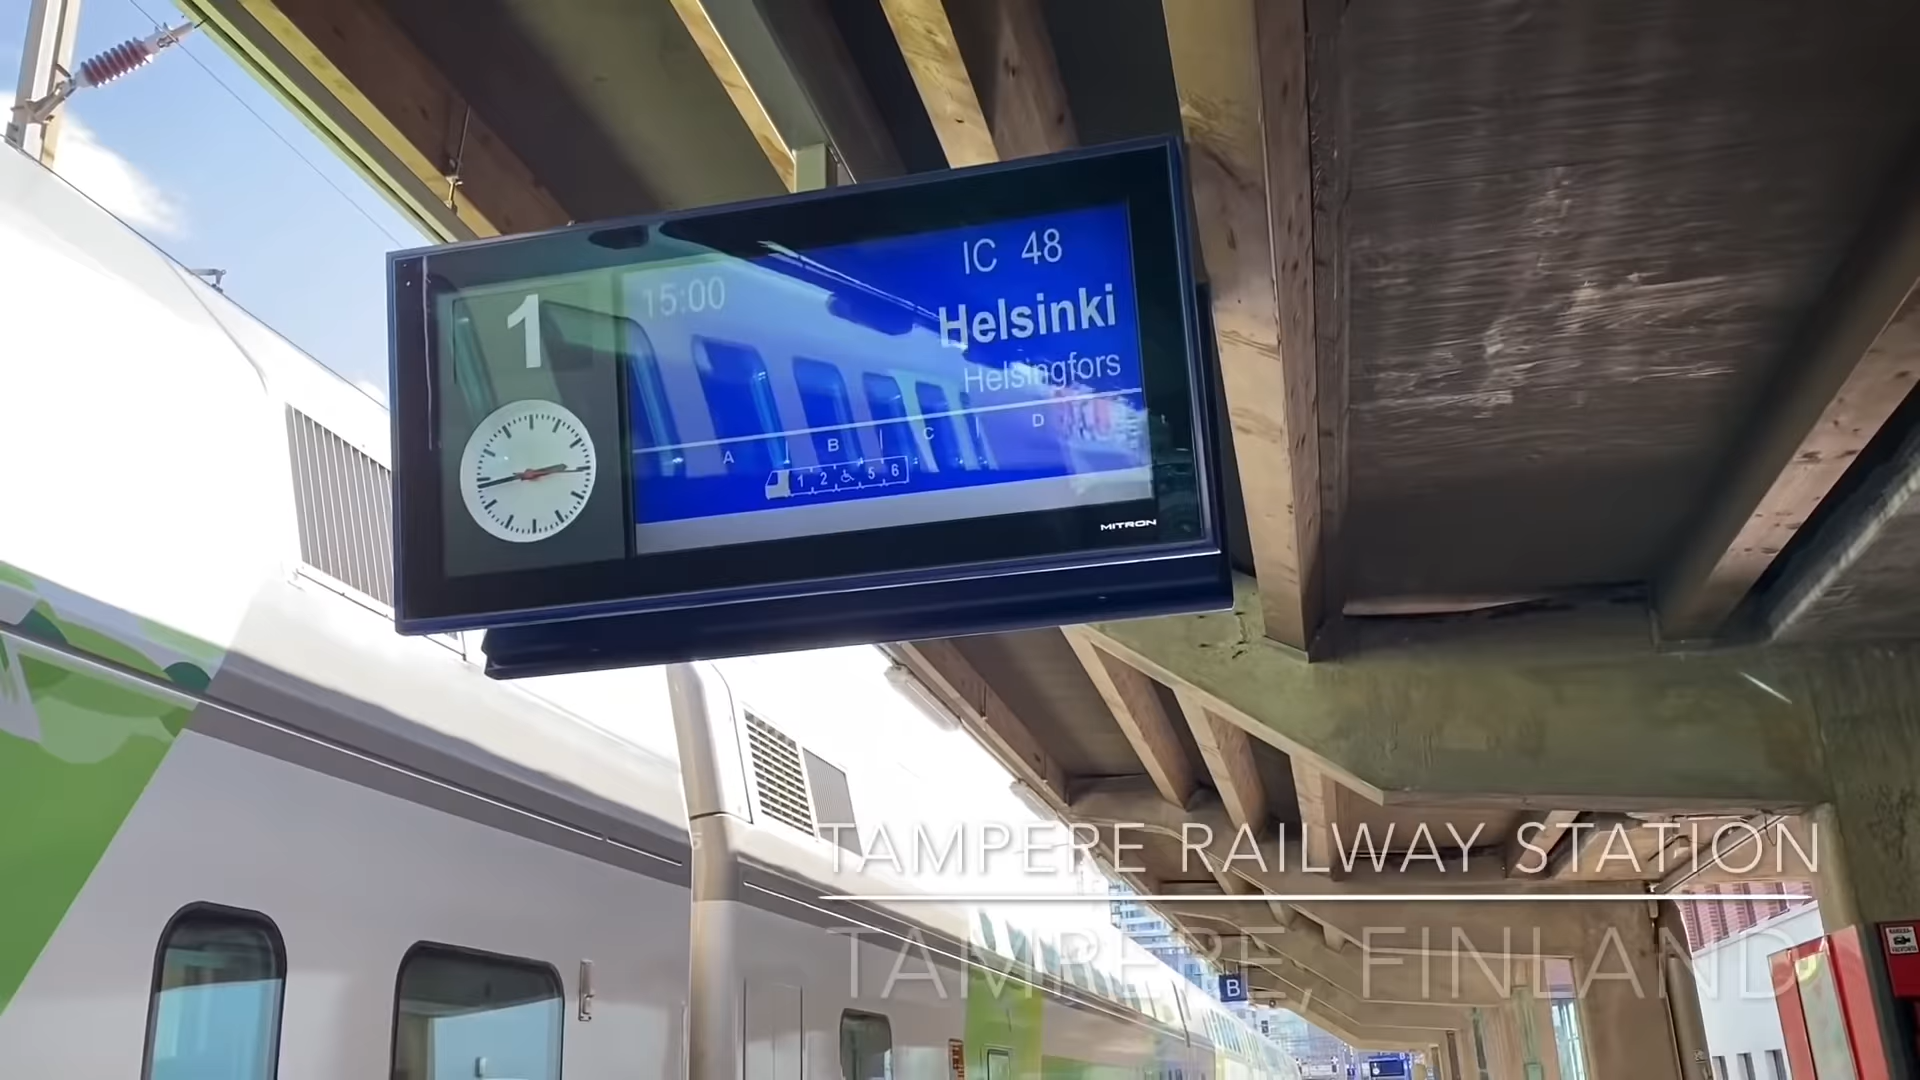 1
15:00
IC 48
Helsinki
Helsingfors
A B C D
1 2 5 6
MITRON
TAMPERE RAILWAY STATION
TAMPERE, FINLAND
B